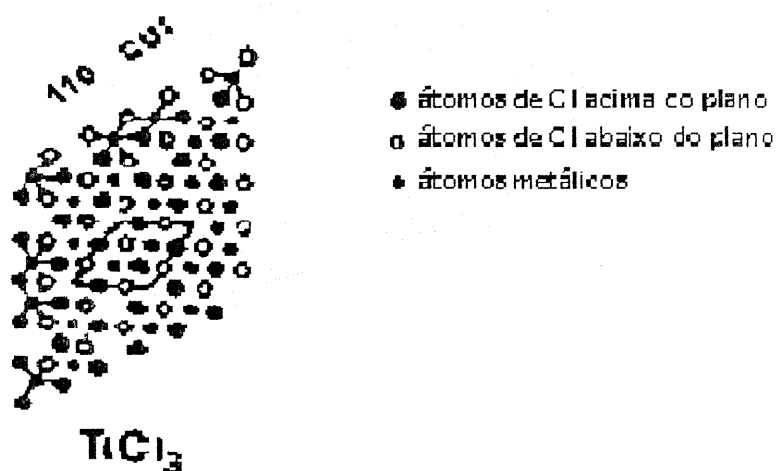 110 cut
átomos de Cl acima co plano
átomos de Cl abaixo do plano
átomos metálicos
TiCl3